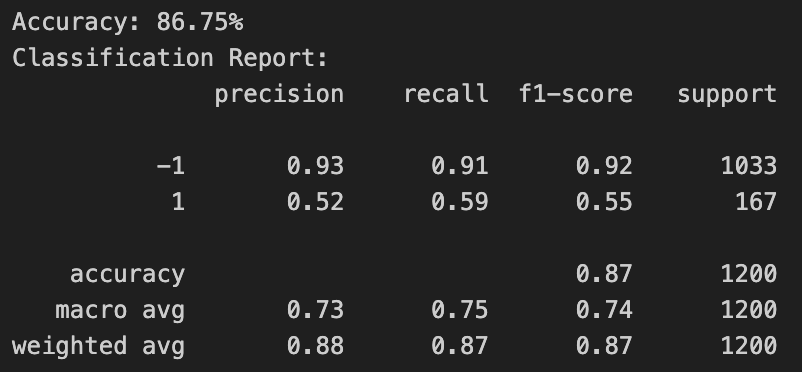 Accuracy: 86.75%
Classification Report:
precision recall f1-score support
-1 0.93 0.91 0.92 1033
1 0.52 0.59 0.55 167
accuracy 0.87 1200
macro avg 0.73 0.75 0.74 1200
weighted avg 0.88 0.87 0.87 1200